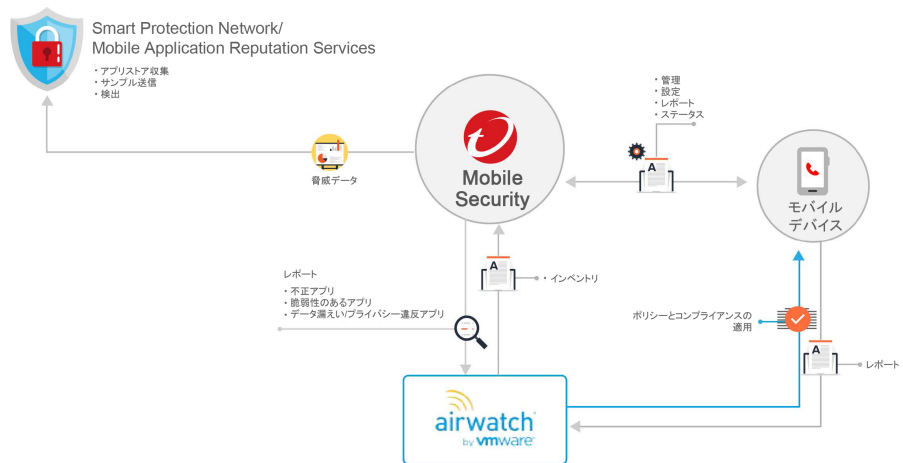 Smart Protection Network/
Mobile Application Reputation Services
・アプリストア収集
・サンプル送信
・検出
・管理
・設定
・レポート
・ステータス
脅威データ
Mobile
Security
A
モバイル
デバイス
レポート
・不正アプリ
・脆弱性のあるアプリ
・データ漏えい/プライバシー違反アプリ
A
・インベントリ
ポリシーとコンプライアンスの
適用
A
レポート
airwatch
by vmware